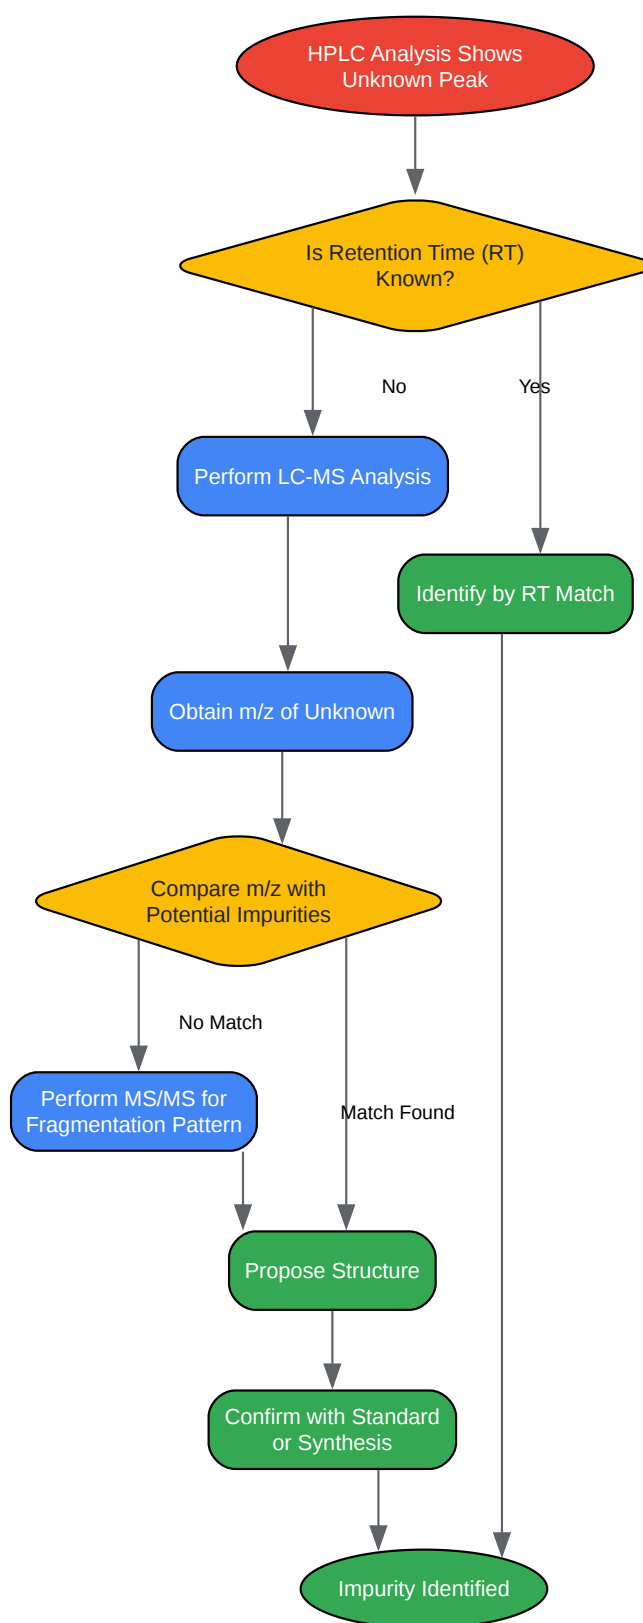 HPLC Analysis Shows
Unknown Peak
Is Retention Time (RT)
Known?
No
Yes
Perform LC-MS Analysis
Identify by RT Match
Obtain m/z of Unknown
Compare m/z with
Potential Impurities
No Match
Perform MS/MS for
Fragmentation Pattern
Match Found
Propose Structure
Confirm with Standard
or Synthesis
Impurity Identified